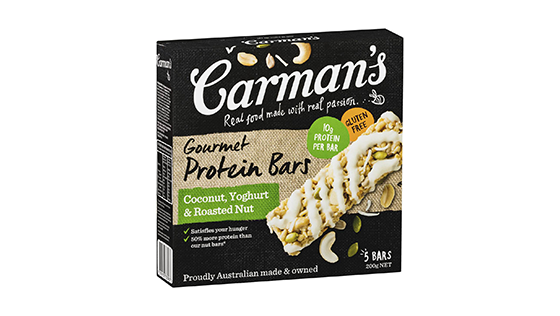 Carman's
Carman's
Real food made with real passion.
10g
PROTEIN
PER BAR
GLUTEN
FREE
Gourmet
Protein Bars
Coconut, Yoghurt
& Roasted Nut
✓ Satisfies your hunger
✓ 50% more protein than
our nut bars*
5 BARS
200g NET
Proudly Australian made & owned